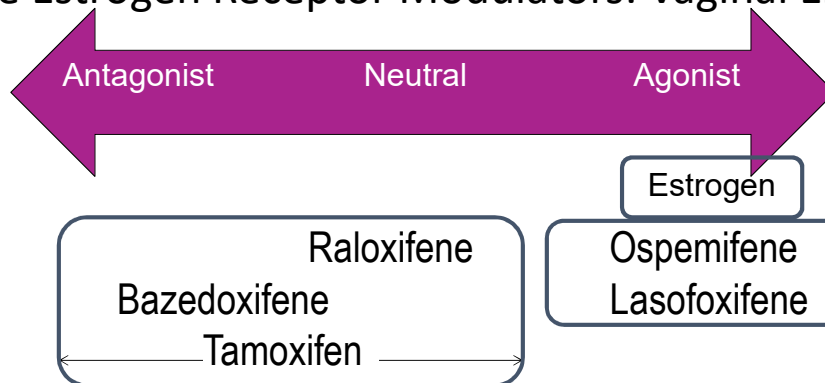 Estrogen Receptor Modulators: Vaginal
Antagonist Neutral Agonist
Estrogen
Raloxifene Ospemifene
Bazedoxifene Lasofoxifene
Tamoxifen